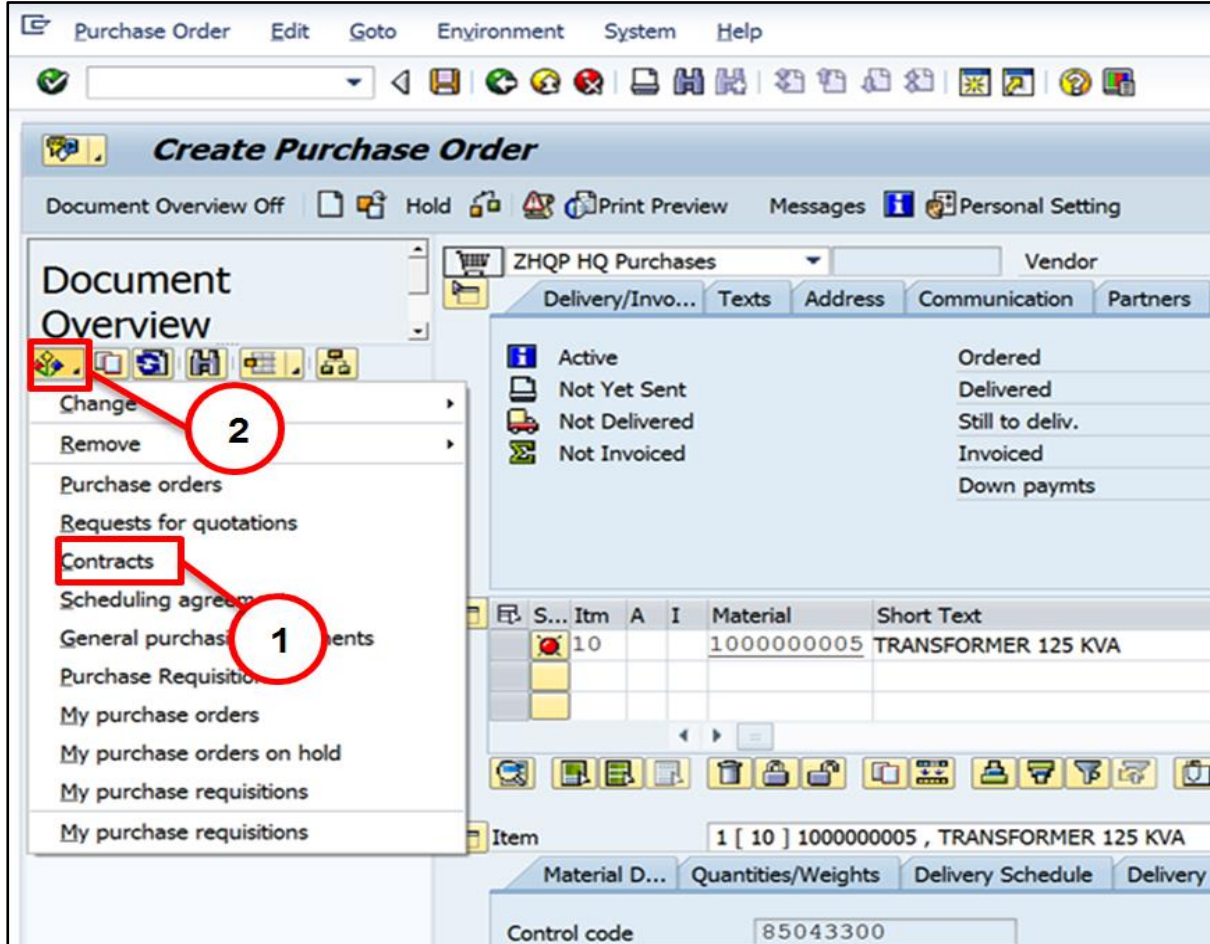 Purchase Order Edit Goto Environment System Help
Create Purchase Order
Document Overview Off Hold Print Preview Messages Personal Setting
Document
Overview
ZHQP HQ Purchases Vendor
Delivery/Invo... Texts Address Communication Partners
Active Ordered
Not Yet Sent Delivered
Not Delivered Still to deliv.
Not Invoiced Invoiced
Down paymts
Change
2
Remove
Purchase orders
Requests for quotations
Contracts
Scheduling
General 
1
Purchase
My purchase orders
My purchase orders on hold
My purchase requisitions
My purchase requisitions
S... Itm A I Material Short Text
10 1000000005 TRANSFORMER 125 KVA
Item 1 [ 10 ] 1000000005 , TRANSFORMER 125 KVA
Material D... Quantities/Weights Delivery Schedule Delivery
Control code 85043300